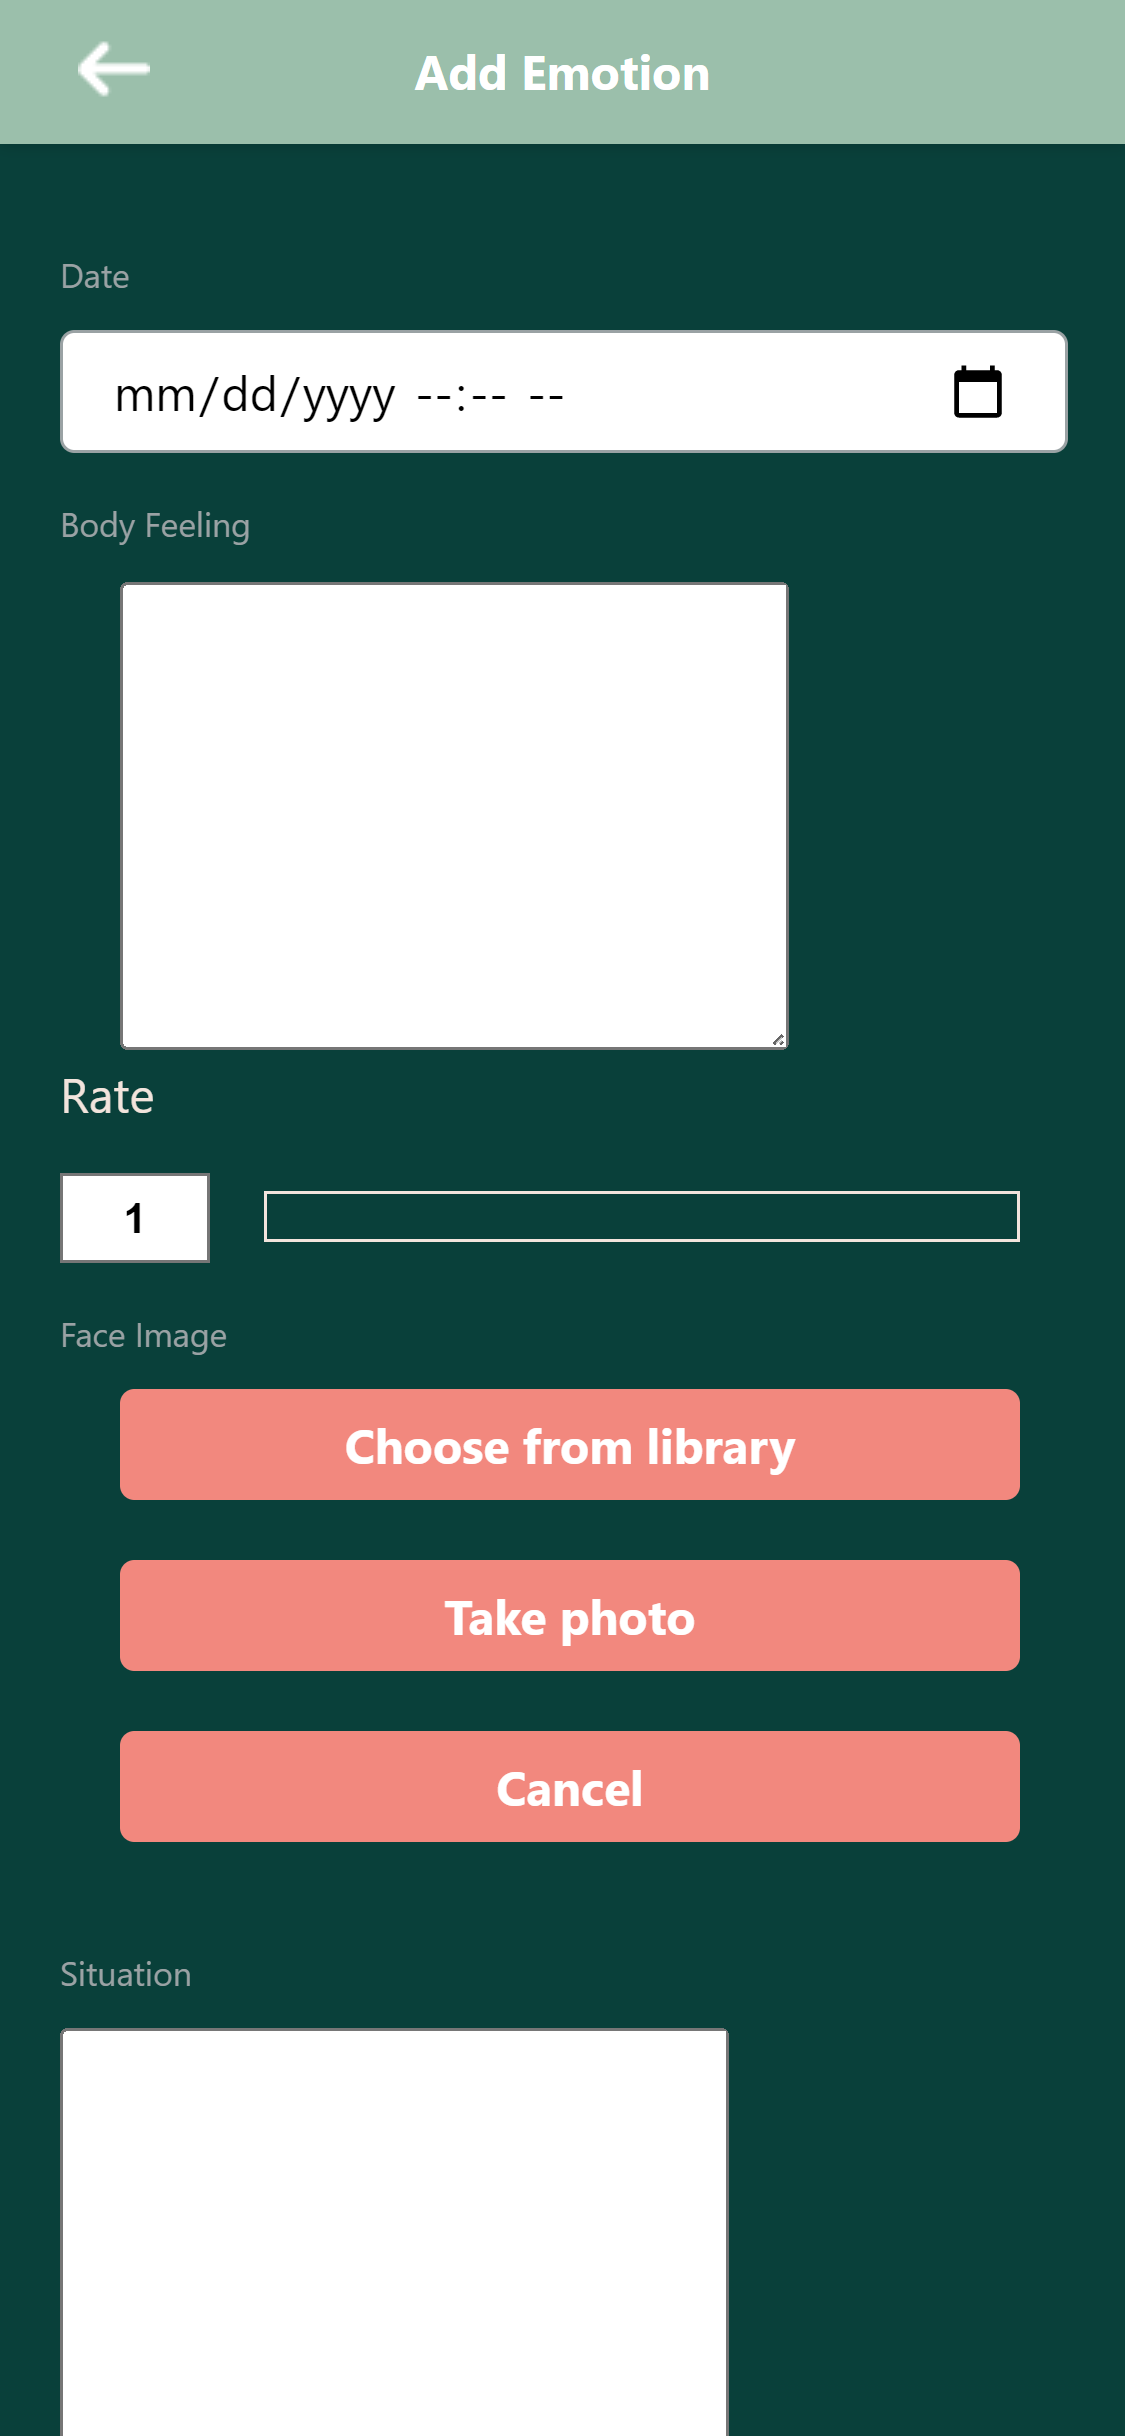 Add Emotion
Date
mm/dd/yyyy --:-- --
Body Feeling
Rate
1
Face Image
Choose from library
Take photo
Cancel
Situation